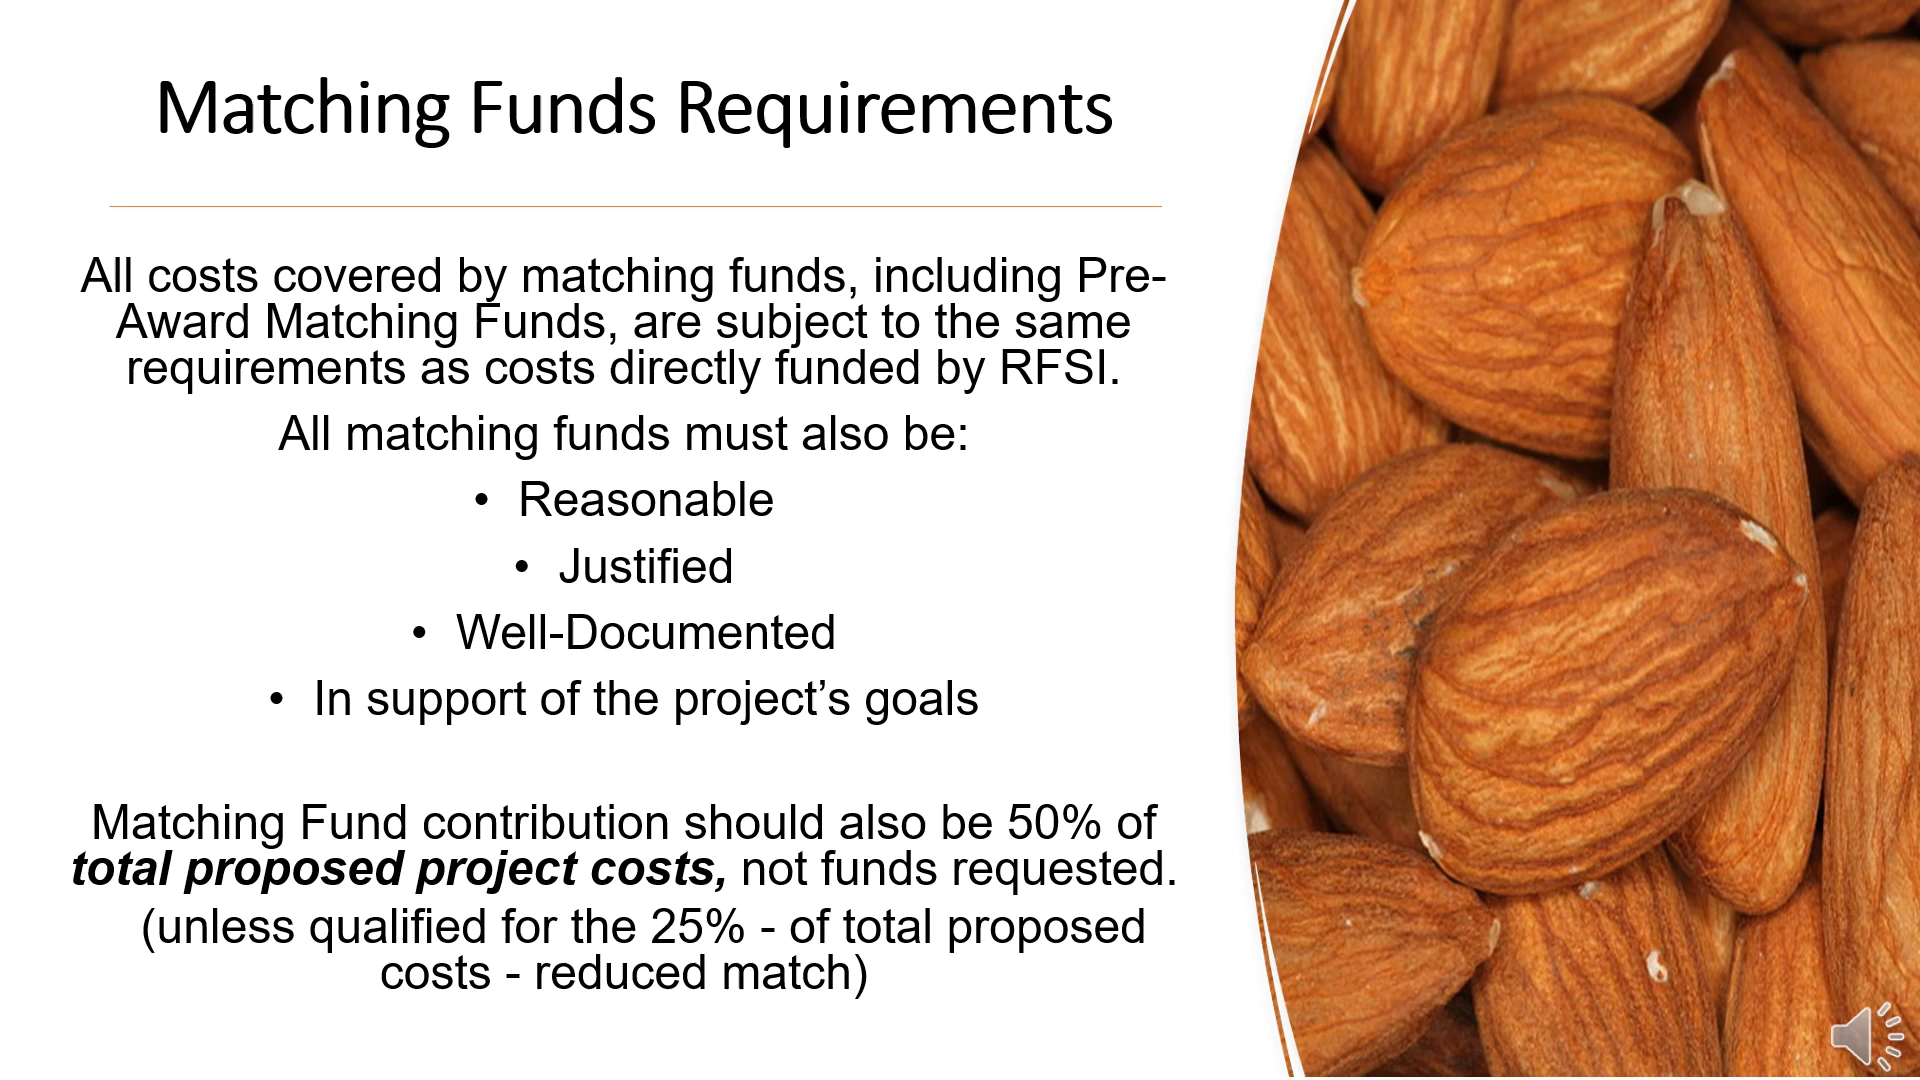 Matching Funds Requirements
All costs covered by matching funds, including Pre-
Award Matching Funds, are subject to the same
requirements as costs directly funded by RFSI.
All matching funds must also be:
• Reasonable
• Justified
• Well-Documented
• In support of the project’s goals
Matching Fund contribution should also be 50% of
total proposed project costs, not funds requested.
(unless qualified for the 25% - of total proposed
costs - reduced match)